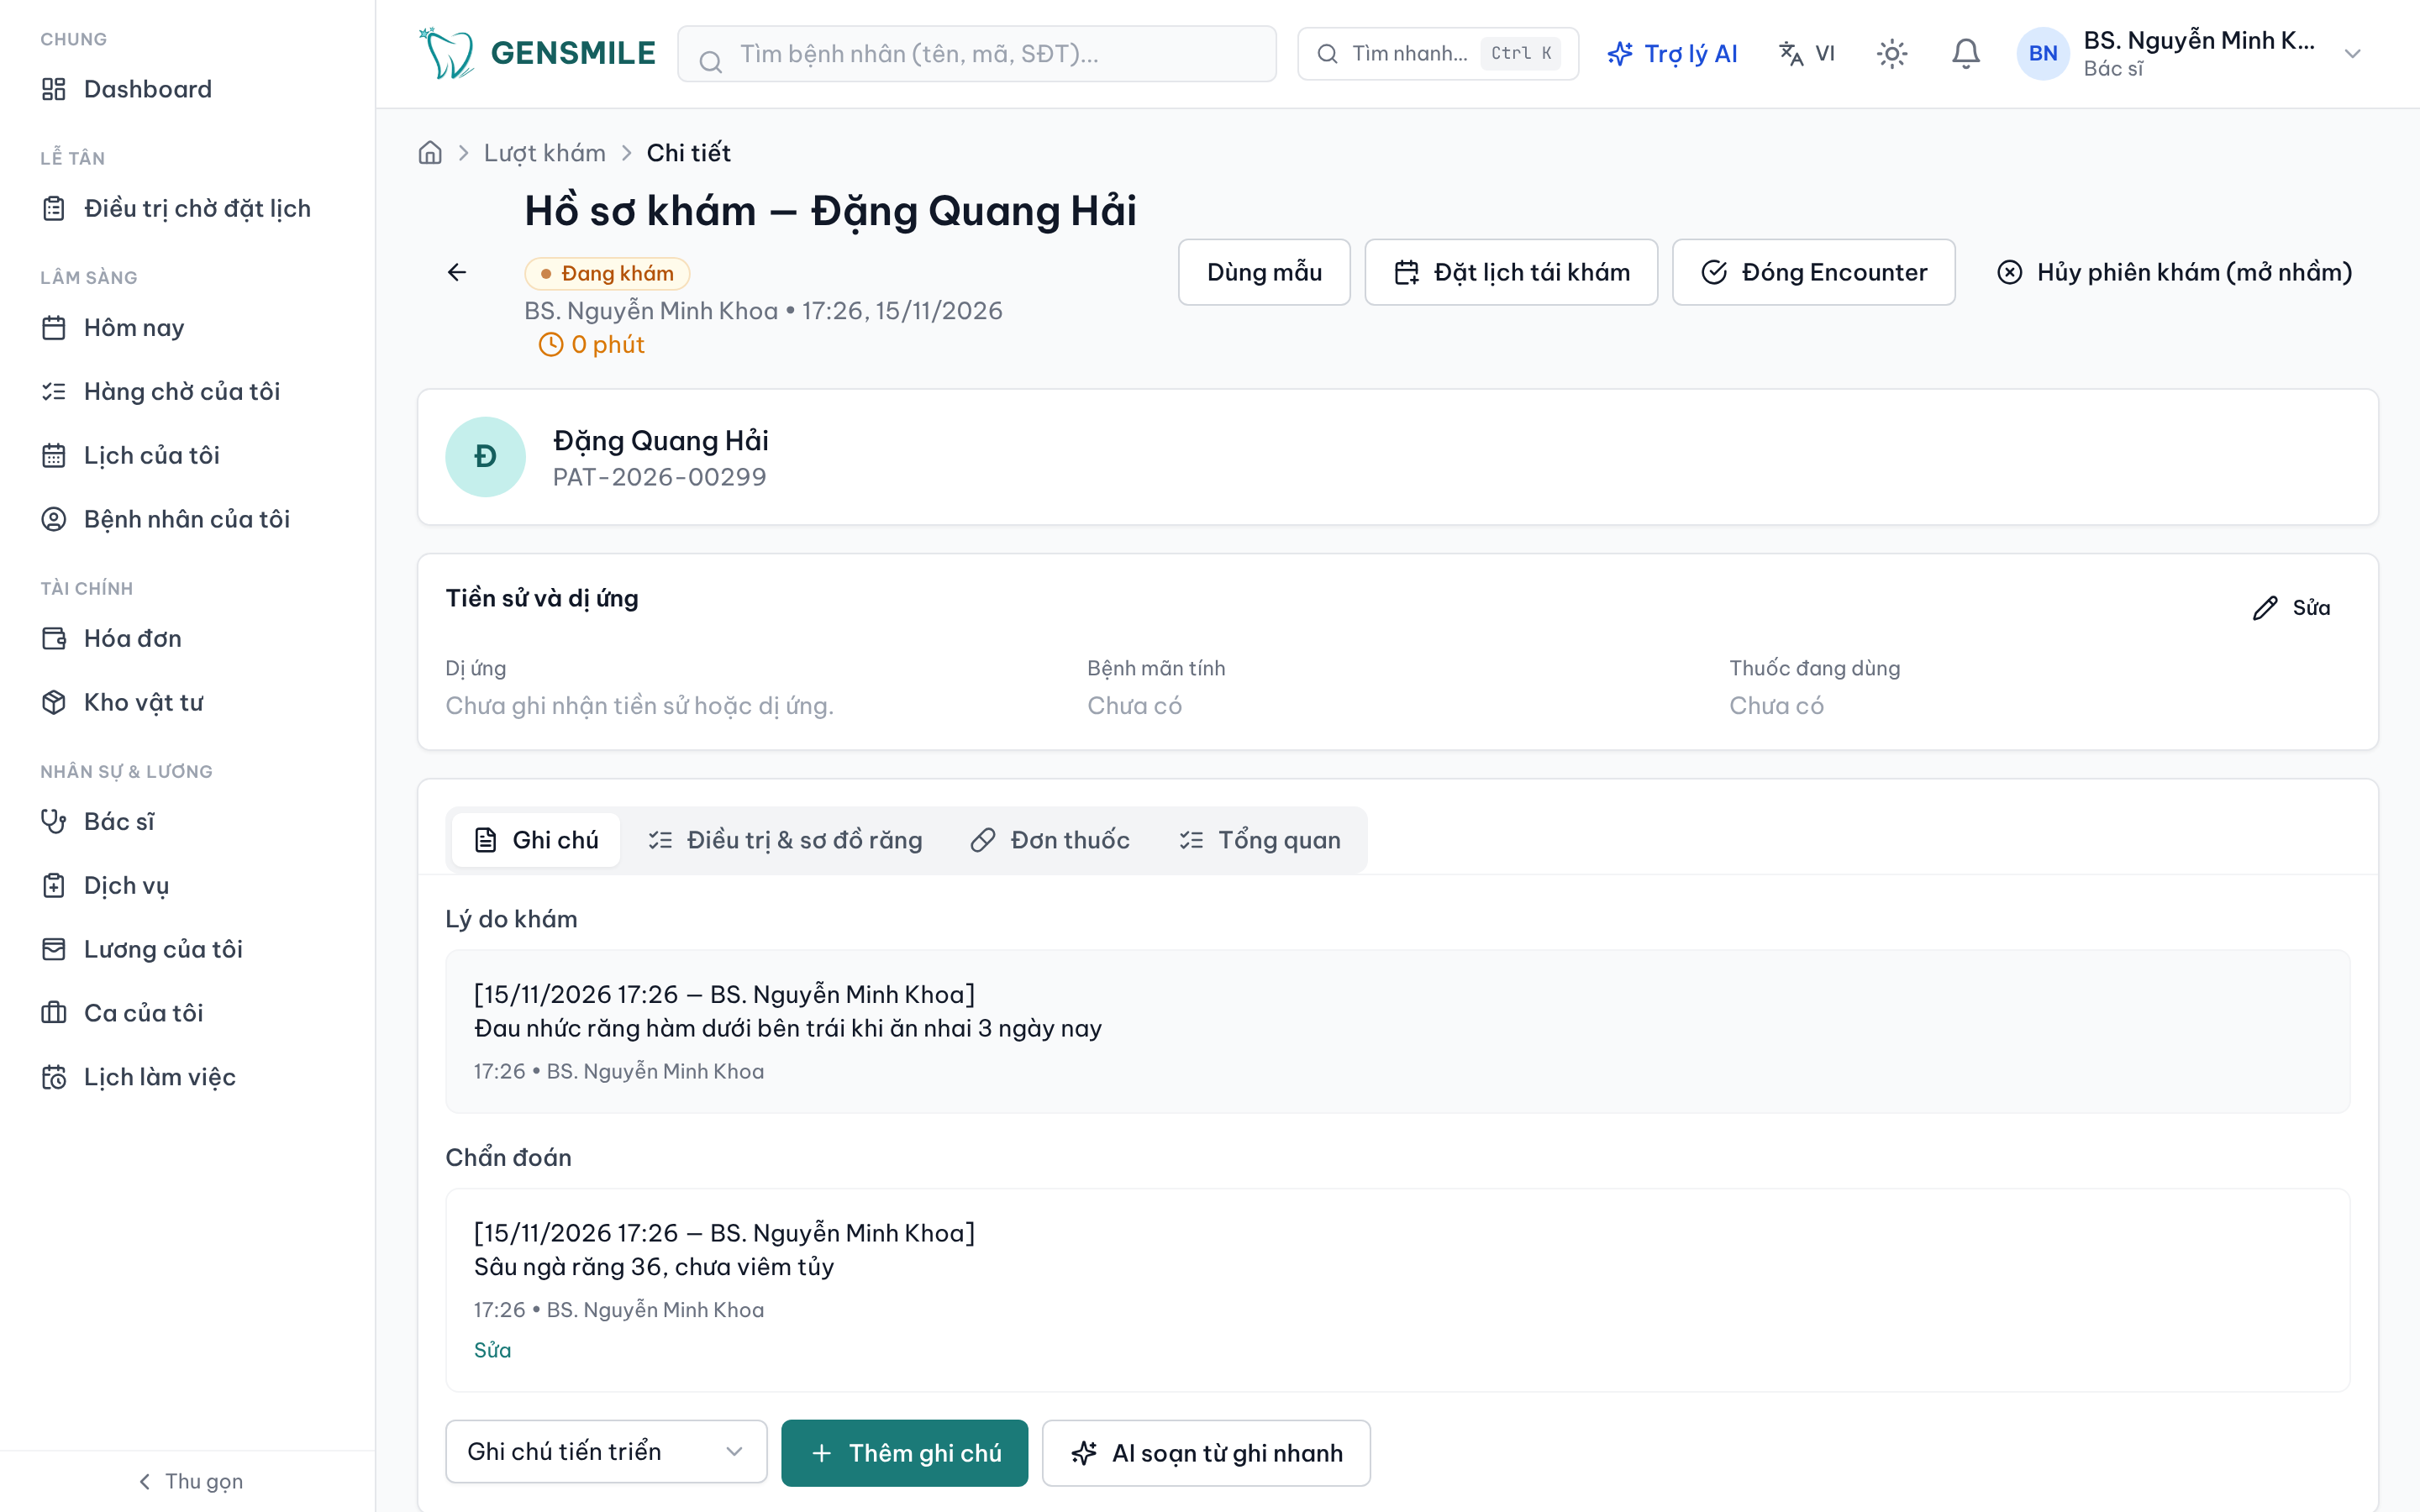 CHUNG
Dashboard
LỄ TÂN
Điều trị chờ đặt lịch
LÂM SÀNG
Hôm nay
Hàng chờ của tôi
Lịch của tôi
Bệnh nhân của tôi
TÀI CHÍNH
Hóa đơn
Kho vật tư
NHÂN SỰ & LƯƠNG
Bác sĩ
Dịch vụ
Lương của tôi
Ca của tôi
Lịch làm việc
Thu gọn
GENSMILE
Tìm bệnh nhân (tên, mã, SĐT)...
Tìm nhanh... Ctrl K
Trợ lý AI
VI
BN
BS. Nguyễn Minh K...
Bác sĩ
Lượt khám > Chi tiết
Hồ sơ khám — Đặng Quang Hải
Đang khám
BS. Nguyễn Minh Khoa • 17:26, 15/11/2026
0 phút
Dùng mẫu
Đặt lịch tái khám
Đóng Encounter
Hủy phiên khám (mở nhầm)
Đ
Đặng Quang Hải
PAT-2026-00299
Tiền sử và dị ứng
Sửa
Dị ứng
Chưa ghi nhận tiền sử hoặc dị ứng.
Bệnh mãn tính
Chưa có
Thuốc đang dùng
Chưa có
Ghi chú
Điều trị & sơ đồ răng
Đơn thuốc
Tổng quan
Lý do khám
[15/11/2026 17:26 — BS. Nguyễn Minh Khoa]
Đau nhức răng hàm dưới bên trái khi ăn nhai 3 ngày nay
17:26 • BS. Nguyễn Minh Khoa
Chẩn đoán
[15/11/2026 17:26 — BS. Nguyễn Minh Khoa]
Sâu ngà răng 36, chưa viêm tủy
17:26 • BS. Nguyễn Minh Khoa
Sửa
Ghi chú tiến triển
Thêm ghi chú
AI soạn từ ghi nhanh